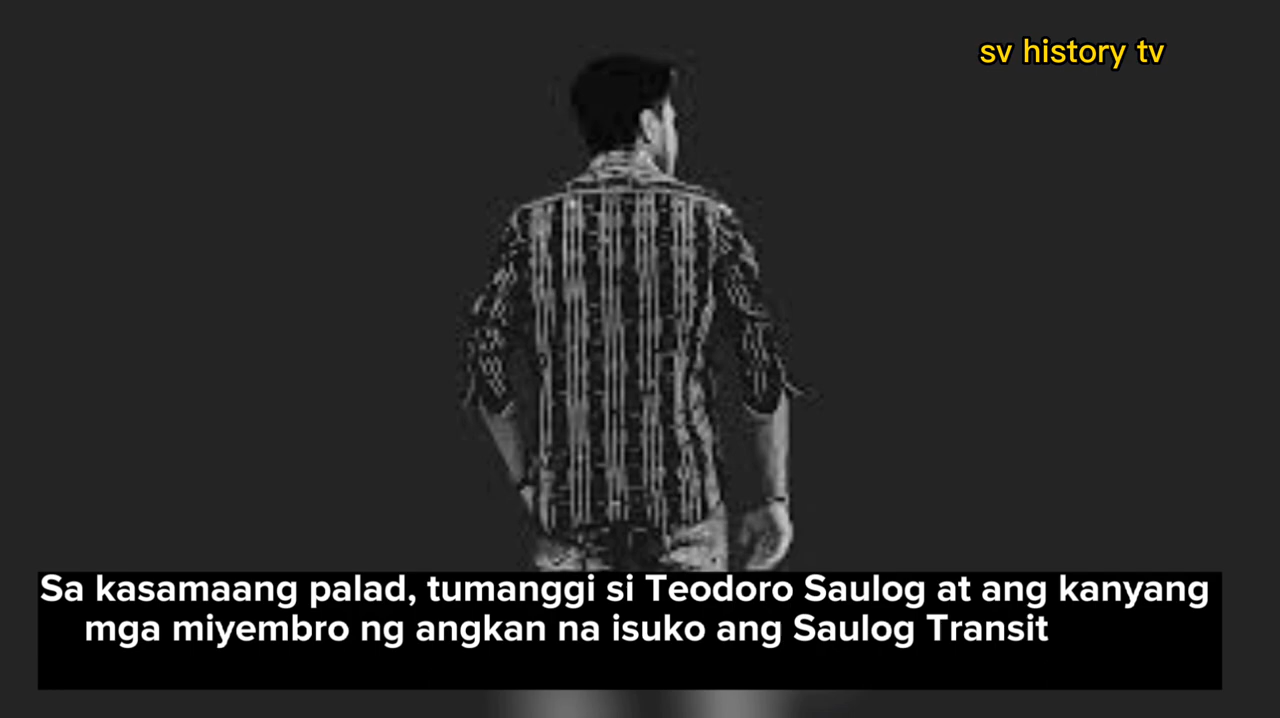 sv history tv
Sa kasamaang palad, tumanggi si Teodoro Saulog at ang kanyang
mga miyembro ng angkan na isuko ang Saulog Transit